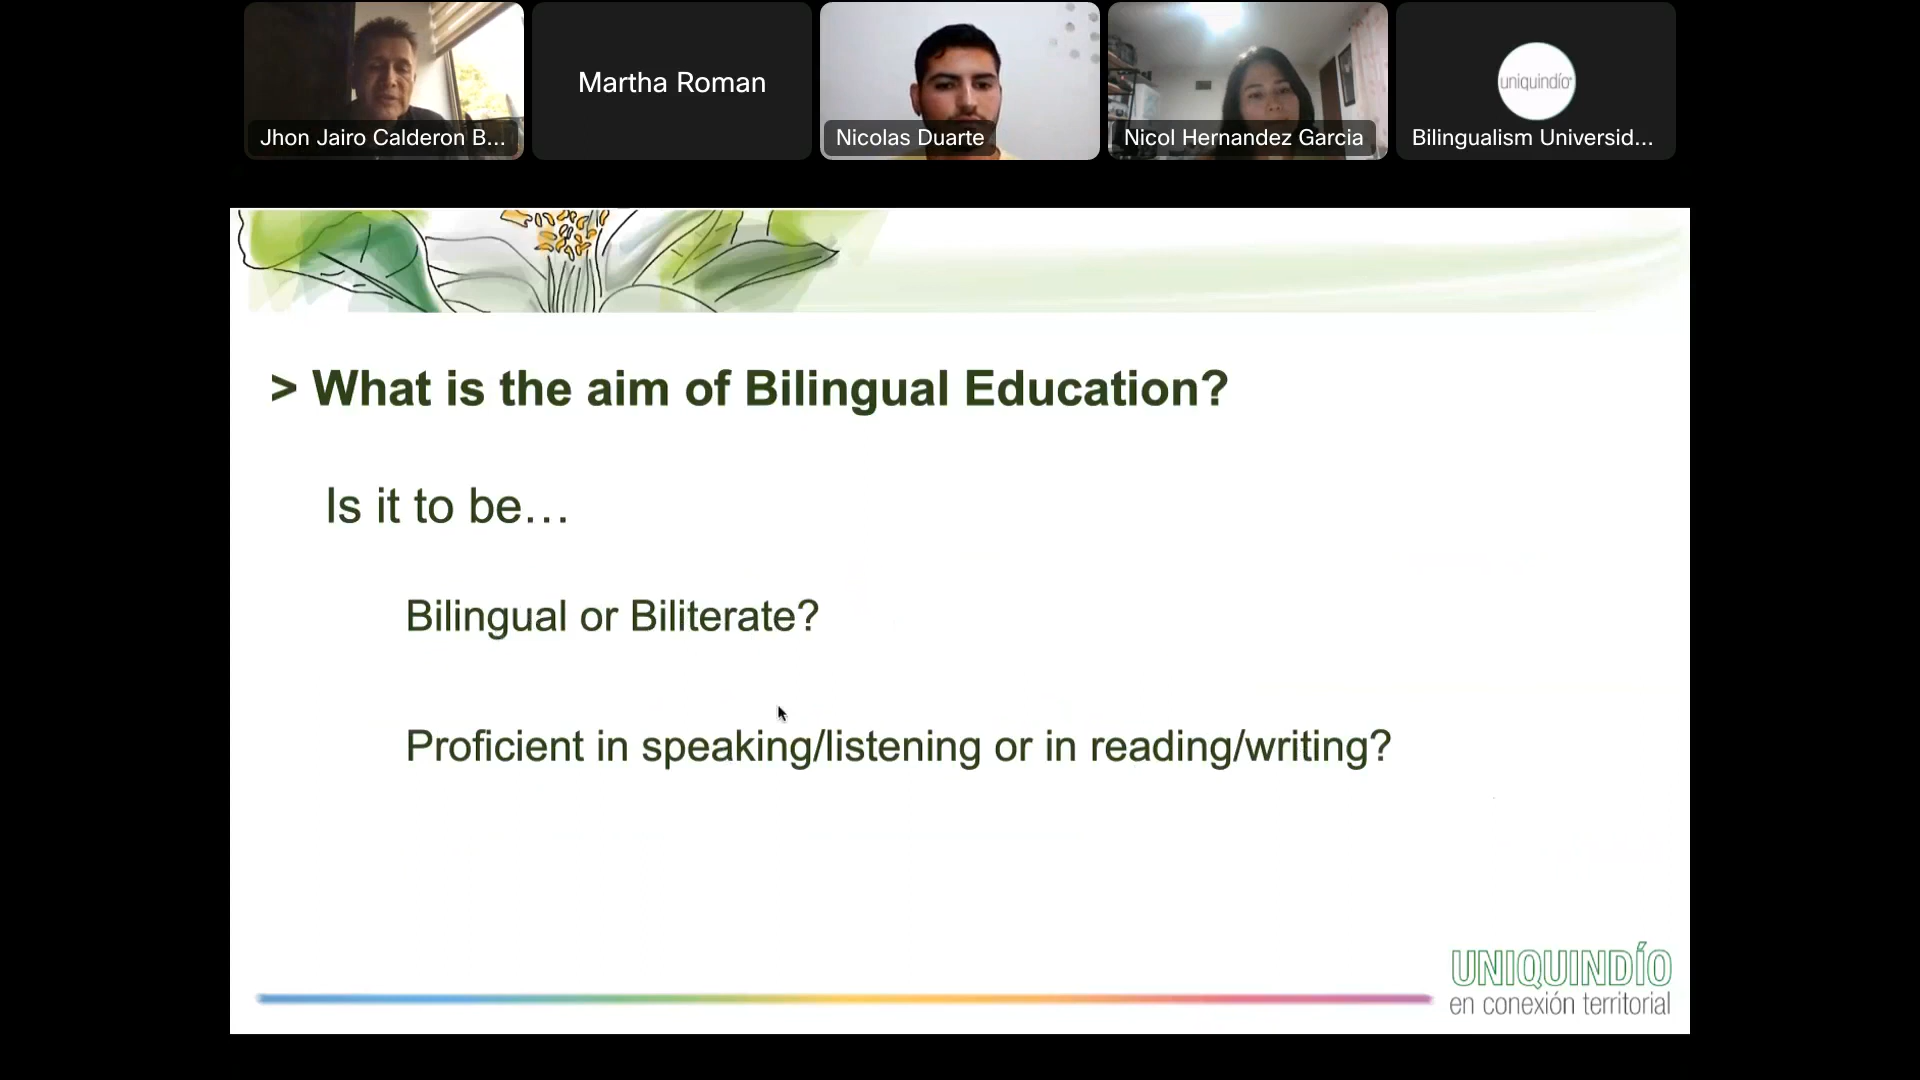 Jhon Jairo Calderon B...
Martha Roman
Nicolas Duarte
Nicol Hernandez Garcia
uniquindío
Bilingualism Universid...
> What is the aim of Bilingual Education?
Is it to be…
Bilingual or Biliterate?
Proficient in speaking/listening or in reading/writing?
UNIQUINDÍO
en conexión territorial